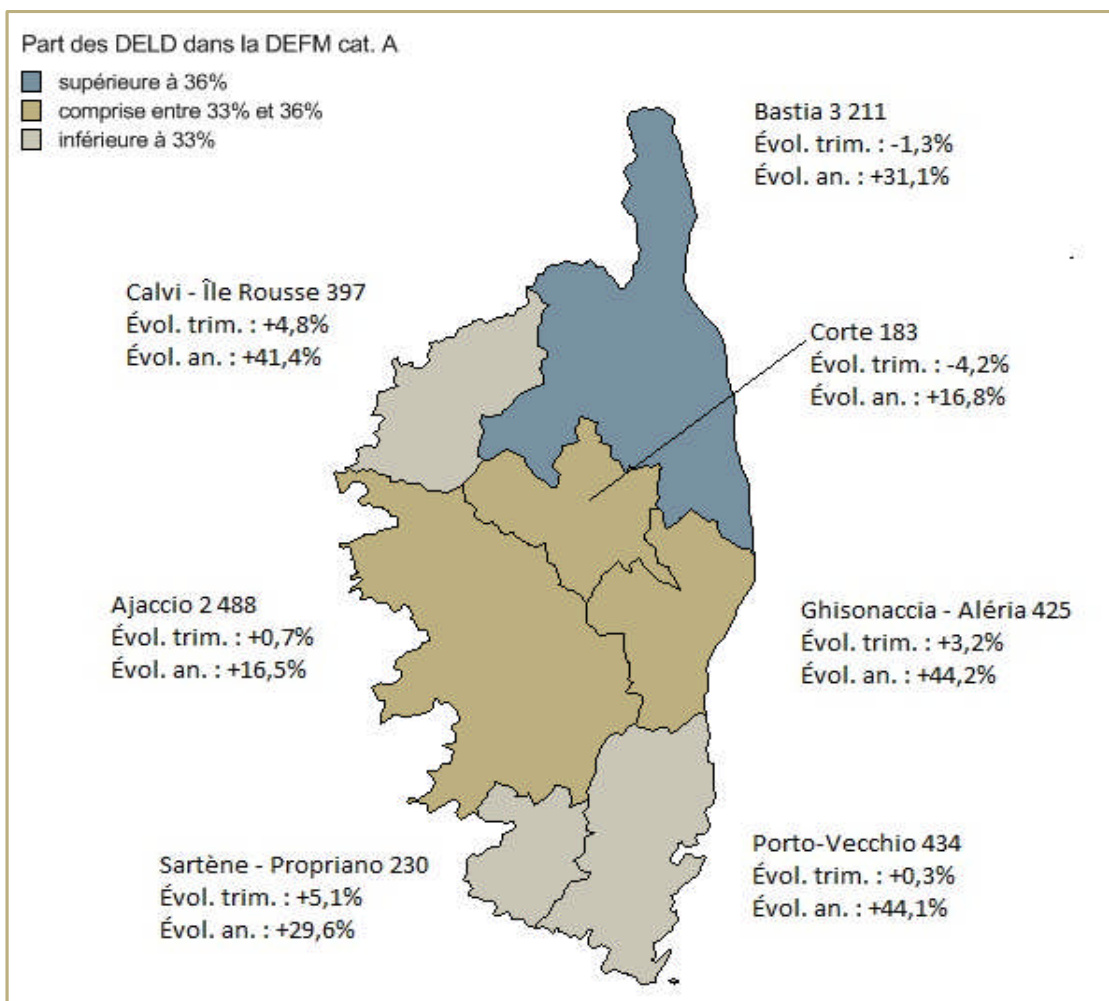 Part des DELD dans la DEFM cat. A
supérieure à 36%
comprise entre 33% et 36%
inférieure à 33%
Bastia 3 211
Évol. trim. : -1,3%
Évol. an. : +31,1%
Calvi - Île Rousse 397
Évol. trim. : +4,8%
Évol. an. : +41,4%
Corte 183
Évol. trim. : -4,2%
Évol. an. : +16,8%
Ajaccio 2 488
Évol. trim. : +0,7%
Évol. an. : +16,5%
Ghisonaccia - Aléria 425
Évol. trim. : +3,2%
Évol. an. : +44,2%
Sartène - Propriano 230
Évol. trim. : +5,1%
Évol. an. : +29,6%
Porto-Vecchio 434
Évol. trim. : +0,3%
Évol. an. : +44,1%